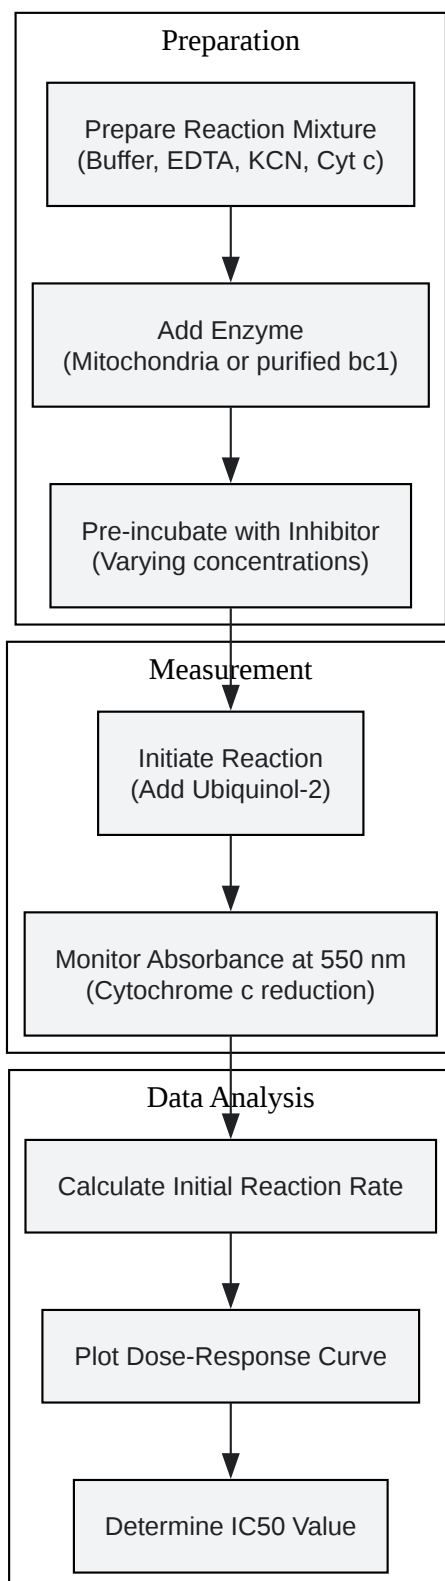 Preparation
Prepare Reaction Mixture
(Buffer, EDTA, KCN, Cyt c)
Add Enzyme
(Mitochondria or purified bc1)
Pre-incubate with Inhibitor
(Varying concentrations)
Measurement
Initiate Reaction
(Add Ubiquinol-2)
Monitor Absorbance at 550 nm
(Cytochrome c reduction)
Data Analysis
Calculate Initial Reaction Rate
Plot Dose-Response Curve
Determine IC50 Value